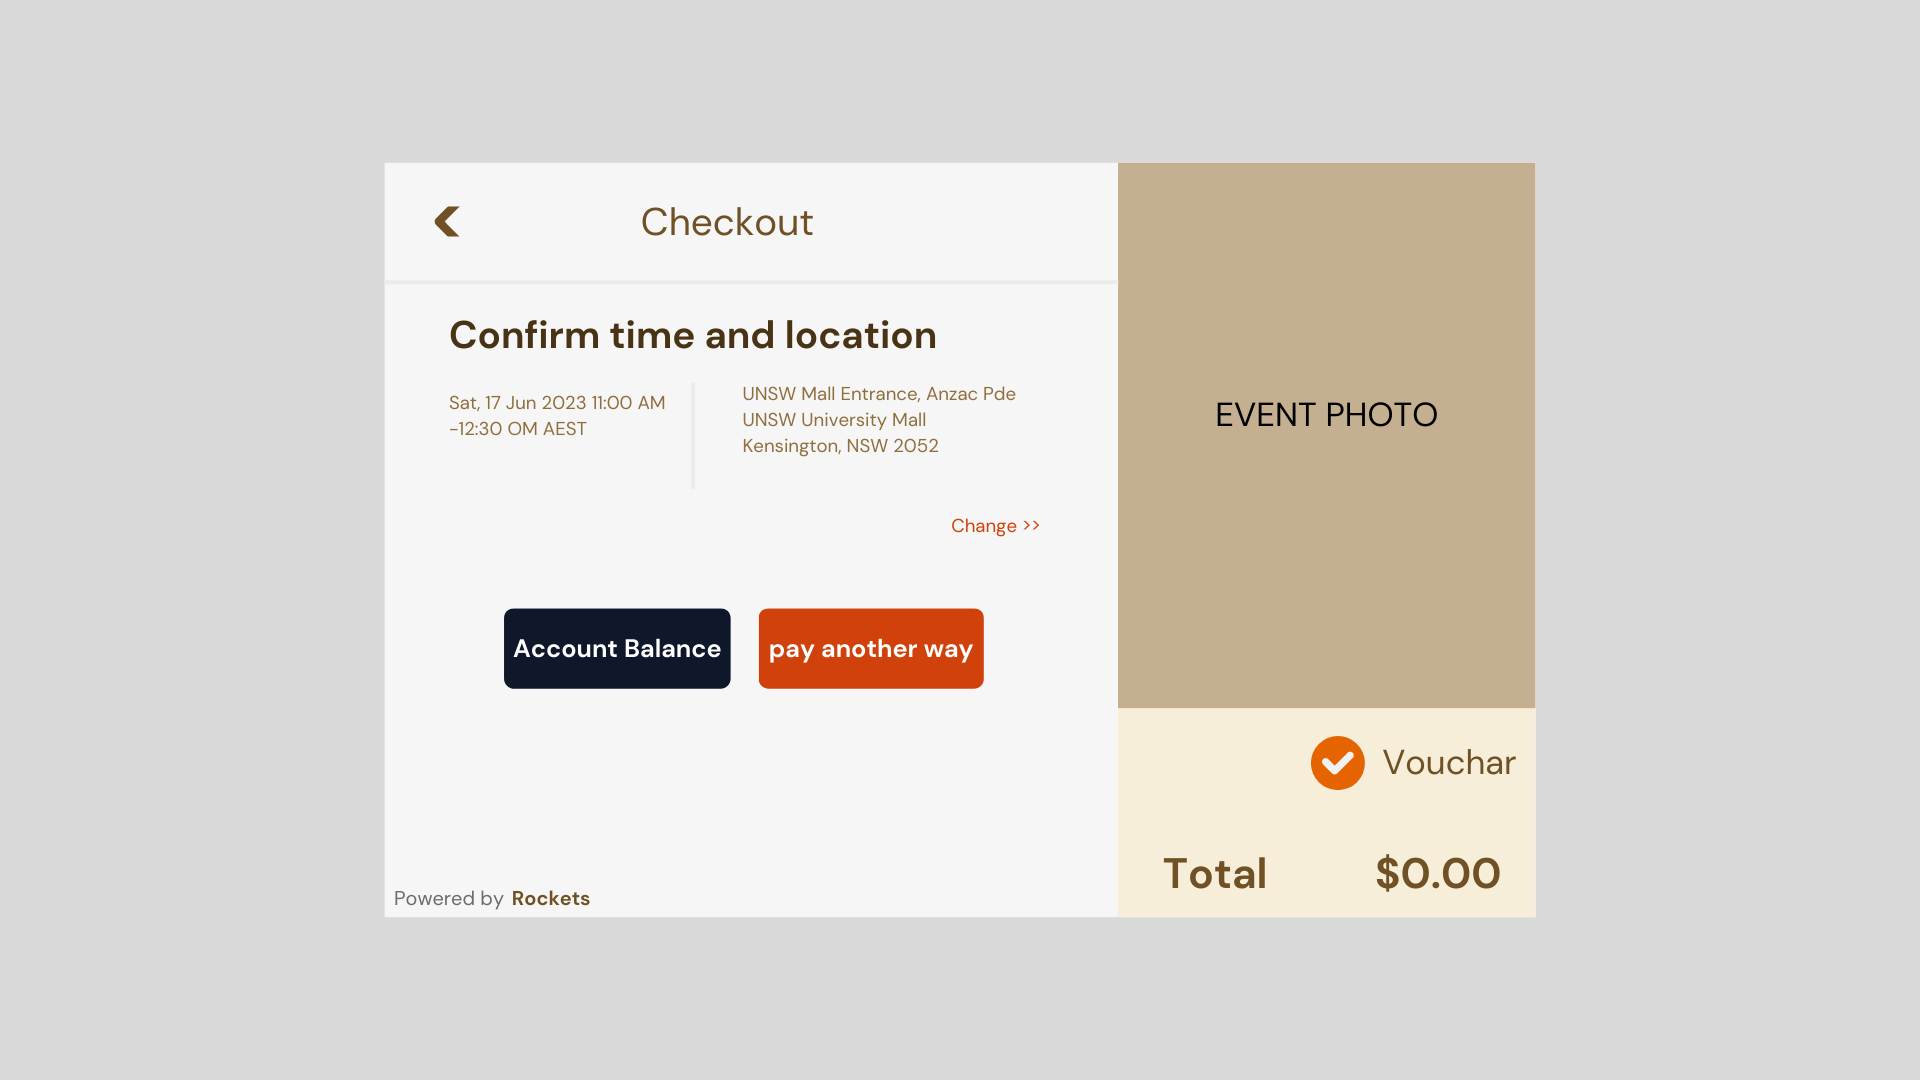 Checkout
Confirm time and location
Sat, 17 Jun 2023 11:00 AM
-12:30 OM AEST
UNSW Mall Entrance, Anzac Pde
UNSW University Mall
Kensington, NSW 2052
Change >>
Account Balance
pay another way
Powered by Rockets
EVENT PHOTO
Vouchar
Total $0.00